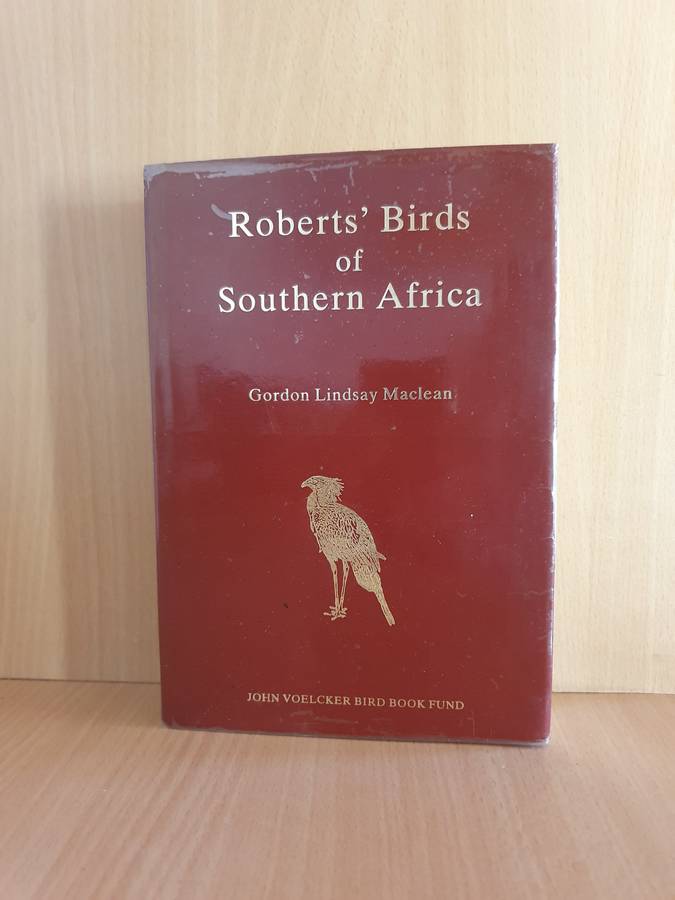 Roberts' Birds
of
Southern Africa
Gordon Lindsay Maclean
JOHN VOELCKER BIRD BOOK FUND